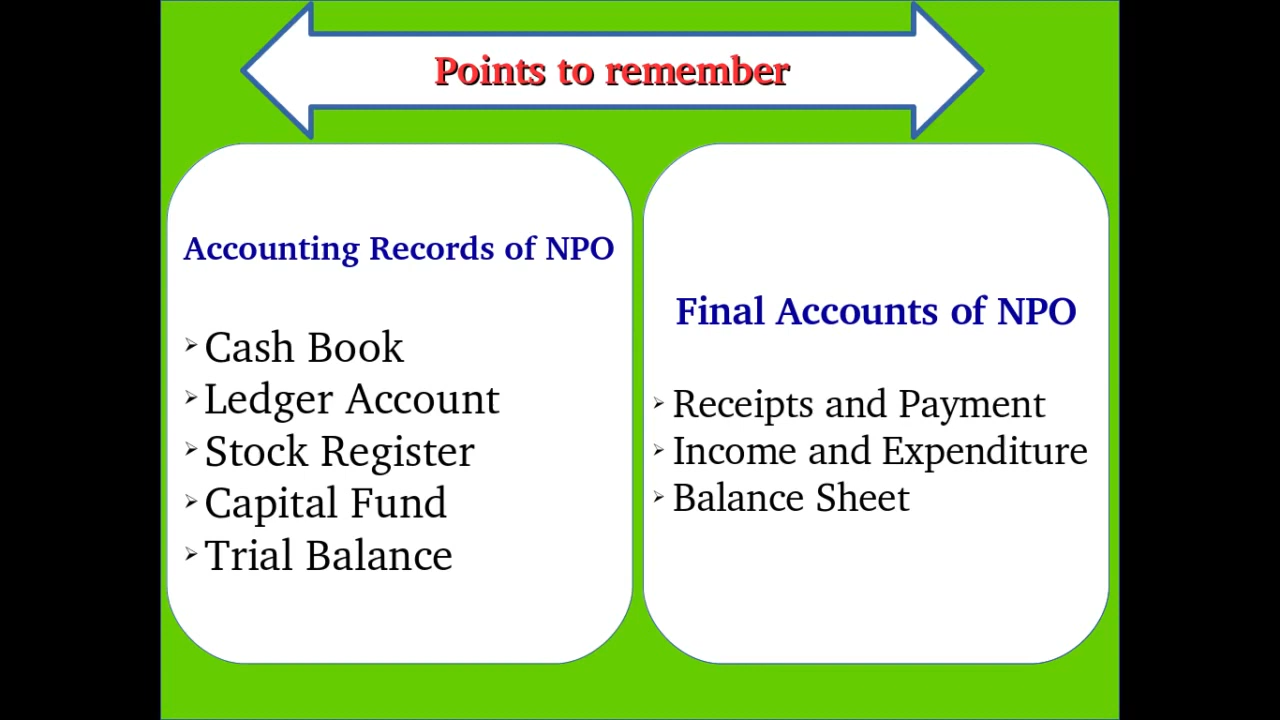 Points to remember
Accounting Records of NPO
➢ Cash Book
➢ Ledger Account
➢ Stock Register
➢ Capital Fund
➢ Trial Balance
Final Accounts of NPO
➢ Receipts and Payment
➢ Income and Expenditure
➢ Balance Sheet